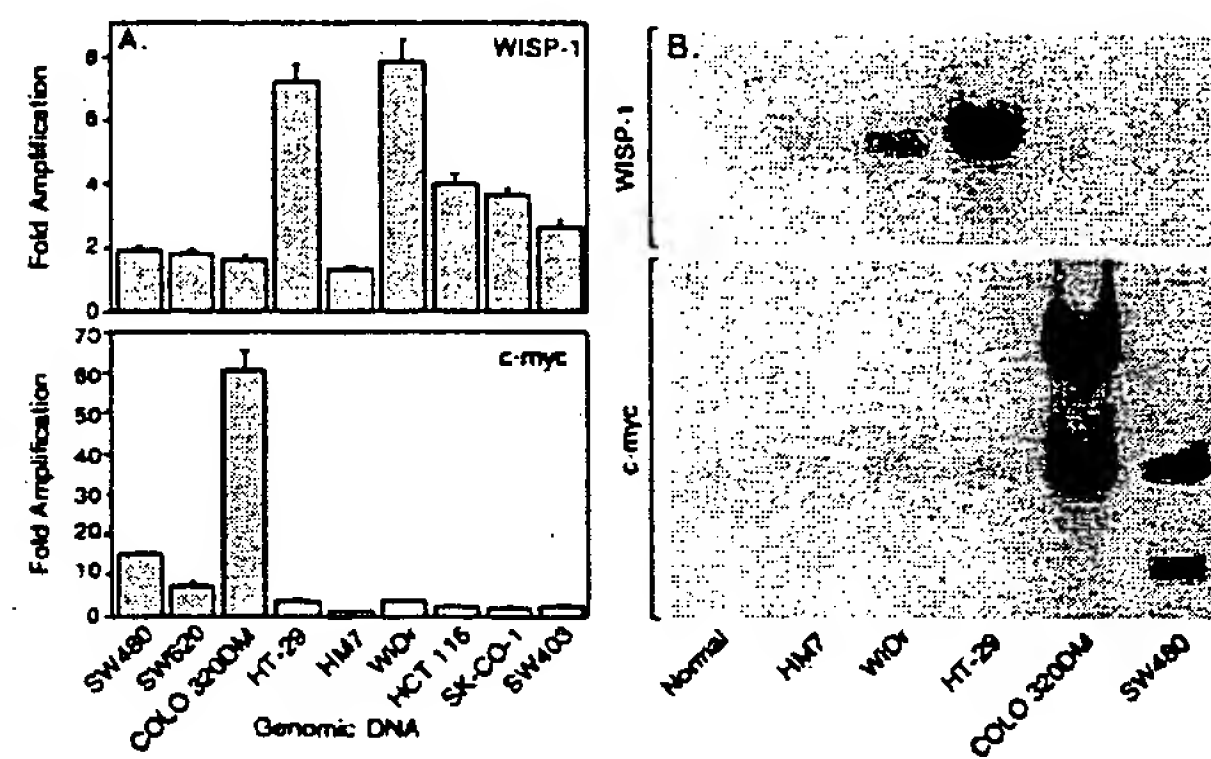 A.
WISP-1
Fold Amplification
8
6
4
2
0
c-myc
Fold Amplification
70
60
50
40
30
20
10
0
SW480
SW620
COLO 320DM
HT-29
HM7
WiDr
HCT 116
SK-CO-1
SW403
Genomic DNA
B.
WISP-1
c-myc
Normal
HM7
WiDr
HT-29
COLO 320DM
SW480